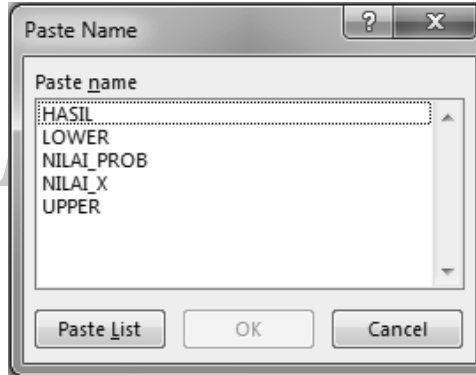 Paste Name
Paste name
HASIL
LOWER
NILAI_PROB
NILAI_X
UPPER
Paste List
OK
Cancel